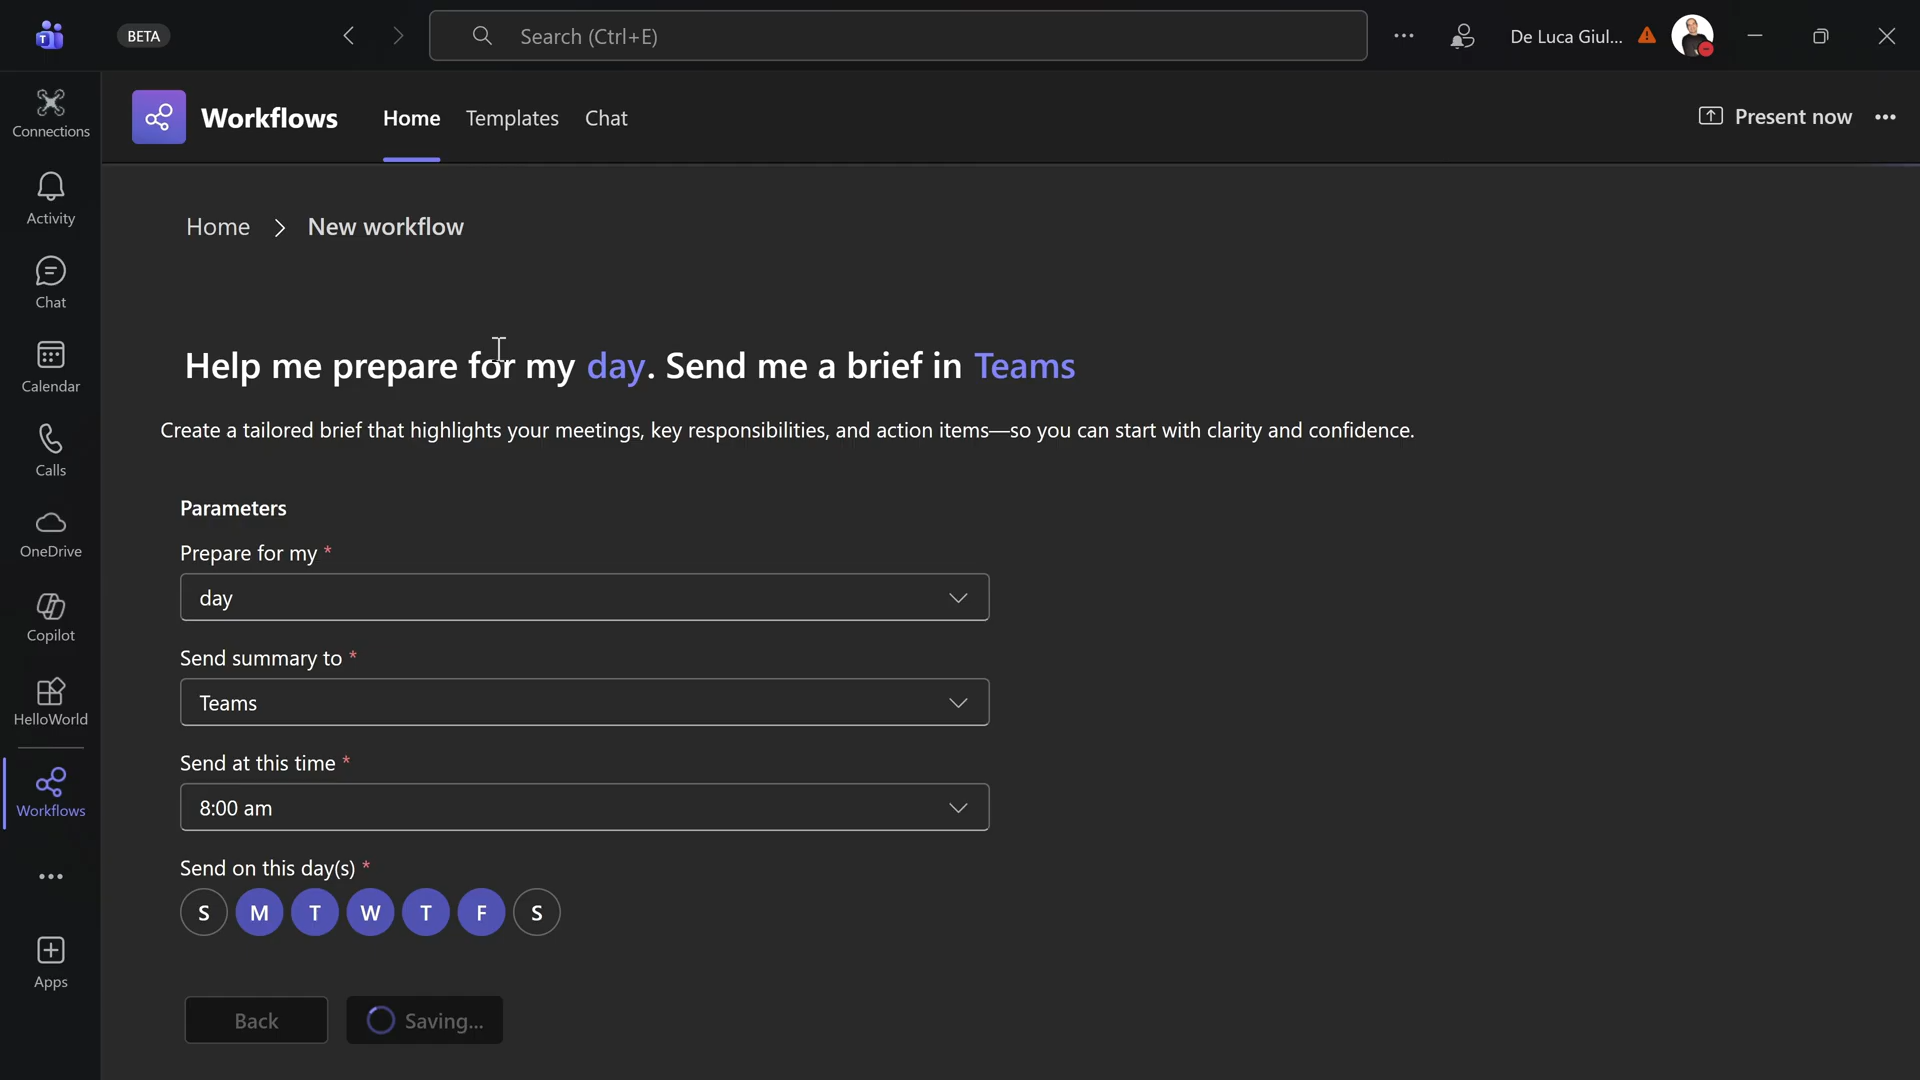 BETA
Search (Ctrl+E)
De Luca Giul...
Connections
Activity
Chat
Calendar
Calls
OneDrive
Copilot
HelloWorld
Workflows
Apps
Workflows
Home
Templates
Chat
Present now
Home > New workflow
Help me prepare for my day. Send me a brief in Teams
Create a tailored brief that highlights your meetings, key responsibilities, and action items—so you can start with clarity and confidence.
Parameters
Prepare for my *
day
Send summary to *
Teams
Send at this time *
8:00 am
Send on this day(s) *
S M T W T F S
Back
Saving...